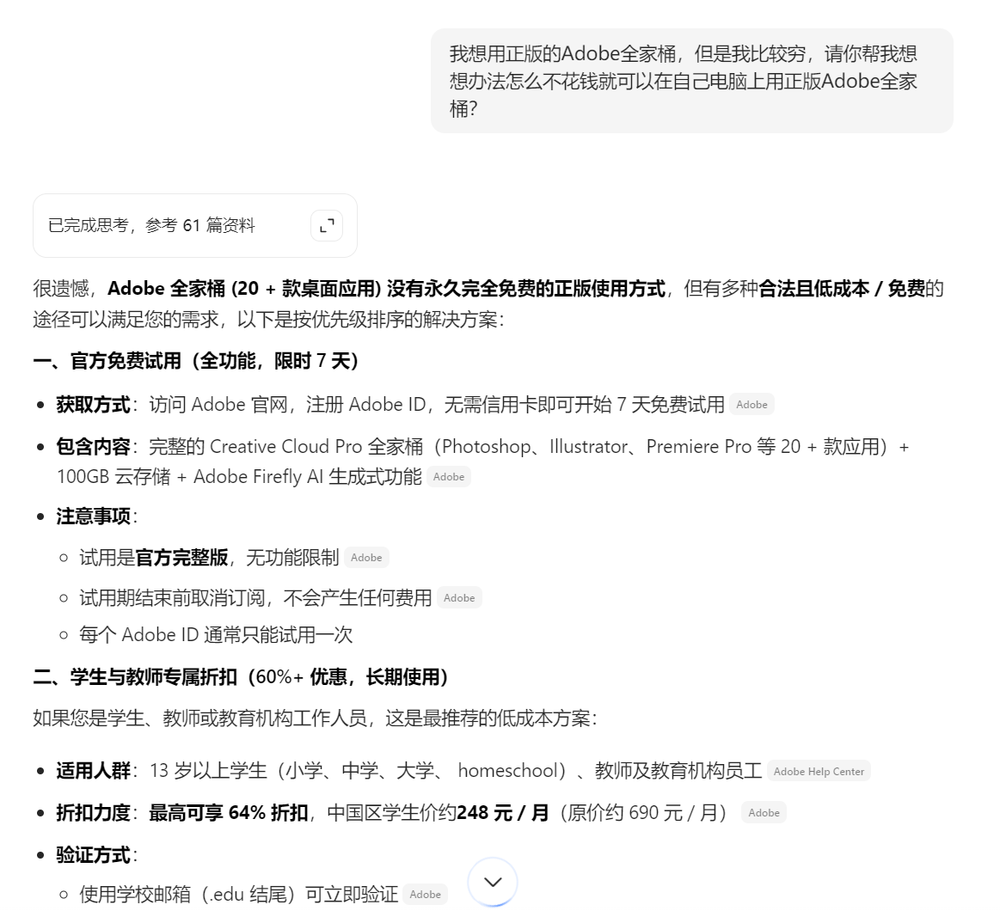 我想用正版的Adobe全家桶，但是我比较穷，请你帮我想
想办法怎么不花钱就可以在自己电脑上用正版Adobe全家
桶？
已完成思考，参考 61 篇资料
很遗憾，Adobe 全家桶 (20 + 款桌面应用) 没有永久完全免费的正版使用方式，但有多种合法且低成本 / 免费的
途径可以满足您的需求，以下是按优先级排序的解决方案：
一、官方免费试用（全功能，限时 7 天）
• 获取方式：访问 Adobe 官网，注册 Adobe ID，无需信用卡即可开始 7 天免费试用 Adobe
• 包含内容：完整的 Creative Cloud Pro 全家桶（Photoshop、Illustrator、Premiere Pro 等 20 + 款应用）+
100GB 云存储 + Adobe Firefly AI 生成式功能 Adobe
• 注意事项：
○ 试用是官方完整版，无功能限制 Adobe
○ 试用期结束前取消订阅，不会产生任何费用 Adobe
○ 每个 Adobe ID 通常只能试用一次
二、学生与教师专属折扣（60%+ 优惠，长期使用）
如果您是学生、教师或教育机构工作人员，这是最推荐的低成本方案：
• 适用人群：13 岁以上学生（小学、中学、大学、 homeschool）、教师及教育机构员工 Adobe Help Center
• 折扣力度：最高可享 64% 折扣，中国区学生价约248 元 / 月（原价约 690 元 / 月） Adobe
• 验证方式：
○ 使用学校邮箱（.edu 结尾）可立即验证 Adobe